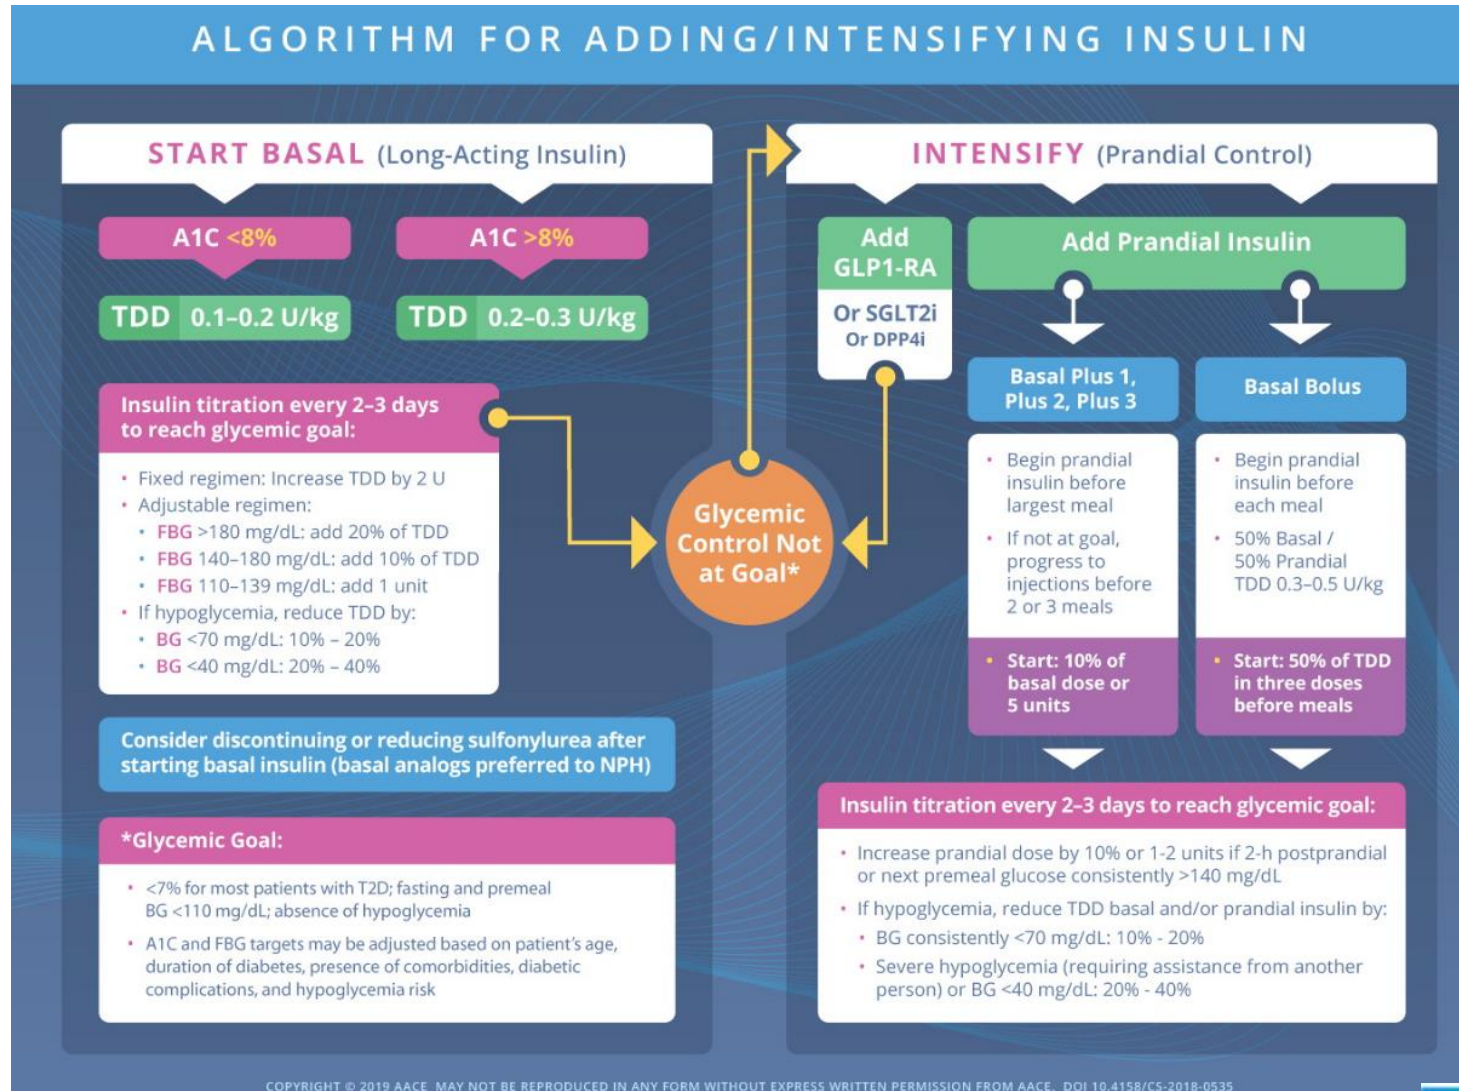 ALGORITHM FOR ADDING/INTENSIFYING INSULIN
START BASAL (Long-Acting Insulin)
A1C <8%
A1C >8%
TDD 0.1–0.2 U/kg
TDD 0.2–0.3 U/kg
Insulin titration every 2–3 days
to reach glycemic goal:
• Fixed regimen: Increase TDD by 2 U
• Adjustable regimen:
• FBG >180 mg/dL: add 20% of TDD
• FBG 140–180 mg/dL: add 10% of TDD
• FBG 110–139 mg/dL: add 1 unit
• If hypoglycemia, reduce TDD by:
• BG <70 mg/dL: 10% – 20%
• BG <40 mg/dL: 20% – 40%
Consider discontinuing or reducing sulfonylurea after
starting basal insulin (basal analogs preferred to NPH)
*Glycemic Goal:
• <7% for most patients with T2D; fasting and premeal
BG <110 mg/dL; absence of hypoglycemia
• A1C and FBG targets may be adjusted based on patient's age,
duration of diabetes, presence of comorbidities, diabetic
complications, and hypoglycemia risk
Glycemic
Control Not
at Goal*
INTENSIFY (Prandial Control)
Add
GLP1-RA
Or SGLT2i
Or DPP4i
Add Prandial Insulin
Basal Plus 1,
Plus 2, Plus 3
• Begin prandial
insulin before
largest meal
• If not at goal,
progress to
injections before
2 or 3 meals
• Start: 10% of
basal dose or
5 units
Basal Bolus
• Begin prandial
insulin before
each meal
• 50% Basal /
50% Prandial
TDD 0.3–0.5 U/kg
• Start: 50% of TDD
in three doses
before meals
Insulin titration every 2–3 days to reach glycemic goal:
• Increase prandial dose by 10% or 1-2 units if 2-h postprandial
or next premeal glucose consistently >140 mg/dL
• If hypoglycemia, reduce TDD basal and/or prandial insulin by:
• BG consistently <70 mg/dL: 10% - 20%
• Severe hypoglycemia (requiring assistance from another
person) or BG <40 mg/dL: 20% - 40%
COPYRIGHT © 2019 AACE MAY NOT BE REPRODUCED IN ANY FORM WITHOUT EXPRESS WRITTEN PERMISSION FROM AACE. DOI 10.4158/CS-2018-0535